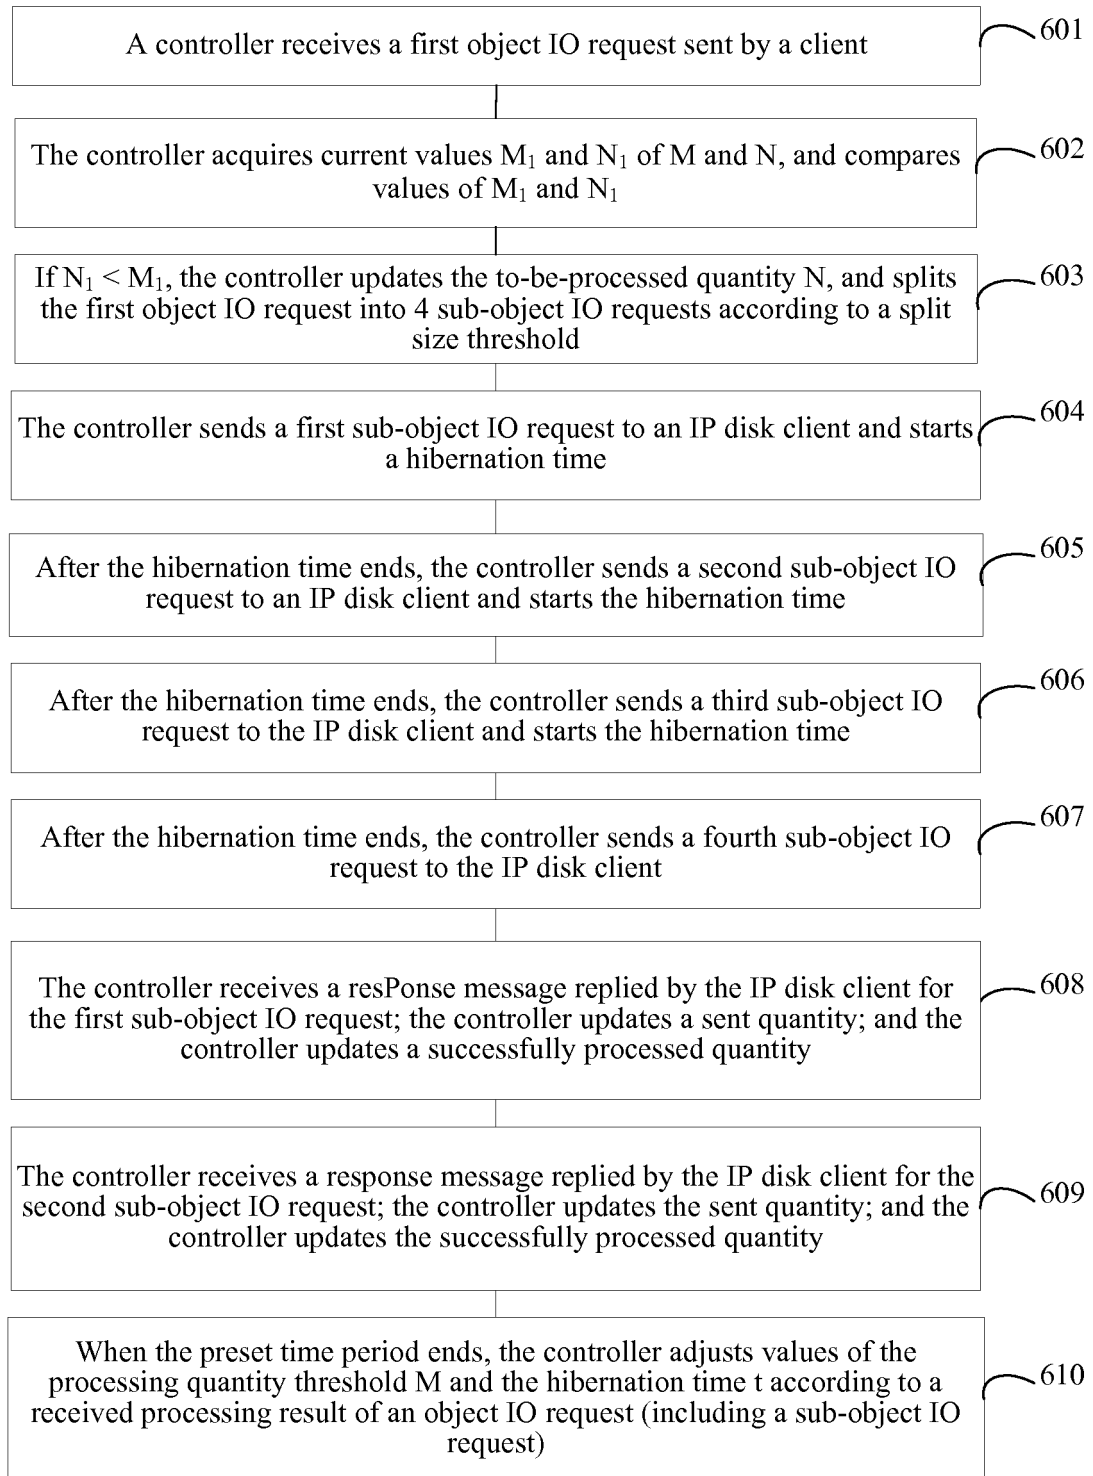 A controller receives a first object IO request sent by a client
601
The controller acquires current values M₁ and N₁ of M and N, and compares
values of M₁ and N₁
602
If N₁ < M₁, the controller updates the to-be-processed quantity N, and splits
the first object IO request into 4 sub-object IO requests according to a split
size threshold
603
The controller sends a first sub-object IO request to an IP disk client and starts
a hibernation time
604
After the hibernation time ends, the controller sends a second sub-object IO
request to an IP disk client and starts the hibernation time
605
After the hibernation time ends, the controller sends a third sub-object IO
request to the IP disk client and starts the hibernation time
606
After the hibernation time ends, the controller sends a fourth sub-object IO
request to the IP disk client
607
The controller receives a resPonse message replied by the IP disk client for
the first sub-object IO request; the controller updates a sent quantity; and the
controller updates a successfully processed quantity
608
The controller receives a response message replied by the IP disk client for the
second sub-object IO request; the controller updates the sent quantity; and the
controller updates the successfully processed quantity
609
When the preset time period ends, the controller adjusts values of the
processing quantity threshold M and the hibernation time t according to a
received processing result of an object IO request (including a sub-object IO
request)
610